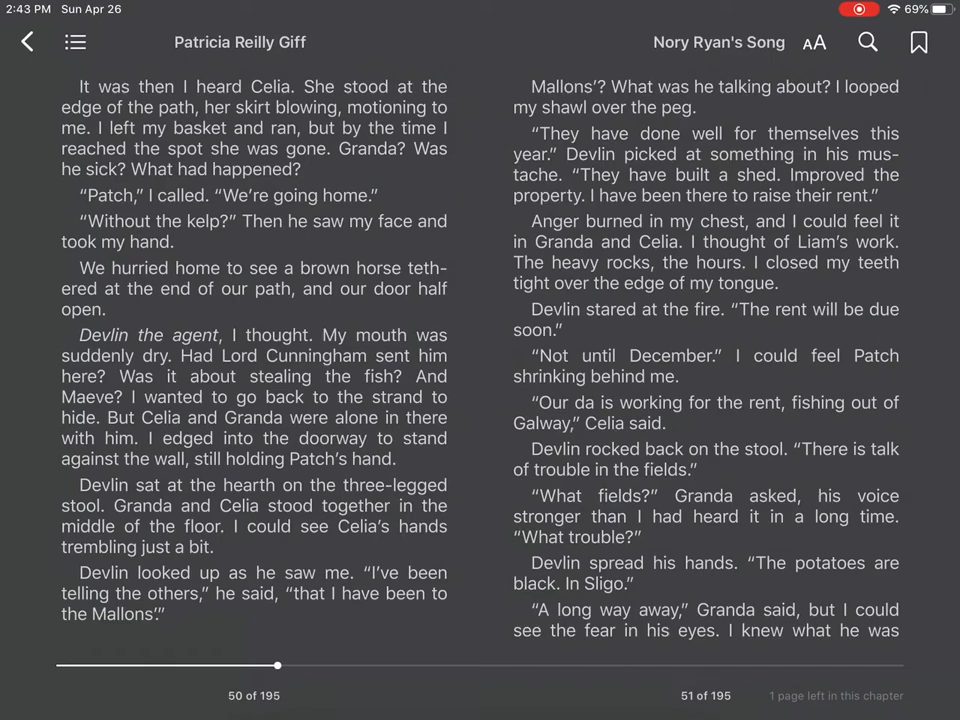 2:43 PM Sun Apr 26
69%
Patricia Reilly Giff
Nory Ryan's Song
AA
It was then I heard Celia. She stood at the
edge of the path, her skirt blowing, motioning to
me. I left my basket and ran, but by the time I
reached the spot she was gone. Granda? Was
he sick? What had happened?
“Patch,” I called. “We’re going home.”
“Without the kelp?” Then he saw my face and
took my hand.
We hurried home to see a brown horse teth-
ered at the end of our path, and our door half
open.
Devlin the agent, I thought. My mouth was
suddenly dry. Had Lord Cunningham sent him
here? Was it about stealing the fish? And
Maeve? I wanted to go back to the strand to
hide. But Celia and Granda were alone in there
with him. I edged into the doorway to stand
against the wall, still holding Patch’s hand.
Devlin sat at the hearth on the three-legged
stool. Granda and Celia stood together in the
middle of the floor. I could see Celia’s hands
trembling just a bit.
Devlin looked up as he saw me. “I’ve been
telling the others,” he said, “that I have been to
the Mallons’.”
Mallons’? What was he talking about? I looped
my shawl over the peg.
“They have done well for themselves this
year.” Devlin picked at something in his mus-
tache. “They have built a shed. Improved the
property. I have been there to raise their rent.”
Anger burned in my chest, and I could feel it
in Granda and Celia. I thought of Liam’s work.
The heavy rocks, the hours. I closed my teeth
tight over the edge of my tongue.
Devlin stared at the fire. “The rent will be due
soon.”
“Not until December.” I could feel Patch
shrinking behind me.
“Our da is working for the rent, fishing out of
Galway,” Celia said.
Devlin rocked back on the stool. “There is talk
of trouble in the fields.”
“What fields?” Granda asked, his voice
stronger than I had heard it in a long time.
“What trouble?”
Devlin spread his hands. “The potatoes are
black. In Sligo.”
“A long way away,” Granda said, but I could
see the fear in his eyes. I knew what he was
50 of 195
51 of 195
1 page left in this chapter